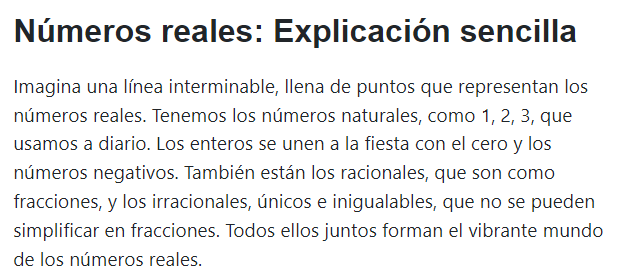 Números reales: Explicación sencilla
Imagina una línea interminable, llena de puntos que representan los
números reales. Tenemos los números naturales, como 1, 2, 3, que
usamos a diario. Los enteros se unen a la fiesta con el cero y los
números negativos. También están los racionales, que son como
fracciones, y los irracionales, únicos e inigualables, que no se pueden
simplificar en fracciones. Todos ellos juntos forman el vibrante mundo
de los números reales.